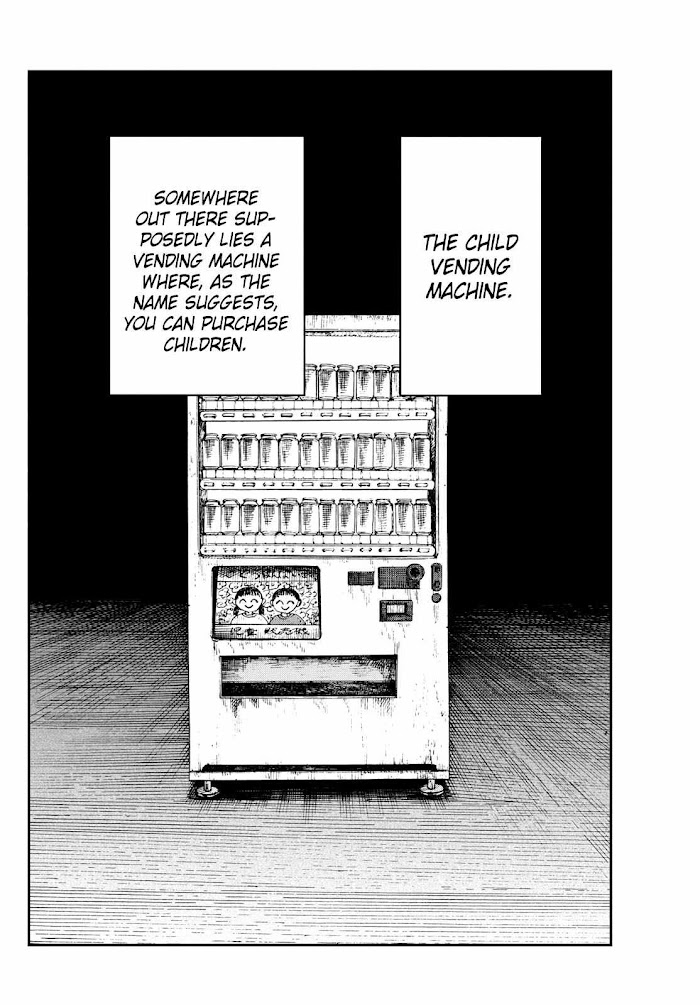 THE CHILD
VENDING
MACHINE.
SOMEWHERE
OUT THERE SUP-
POSEDLY LIES A
VENDING MACHINE
WHERE, AS THE
NAME SUGGESTS,
YOU CAN PURCHASE
CHILDREN.